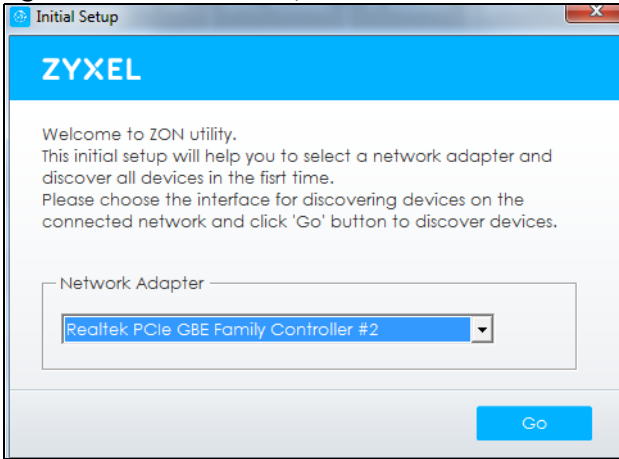 Initial Setup
ZYXEL
Welcome to ZON utility.
This initial setup will help you to select a network adapter and
discover all devices in the fisrt time.
Please choose the interface for discovering devices on the
connected network and click 'Go' button to discover devices.
Network Adapter
Realtek PCIe GBE Family Controller #2
Go